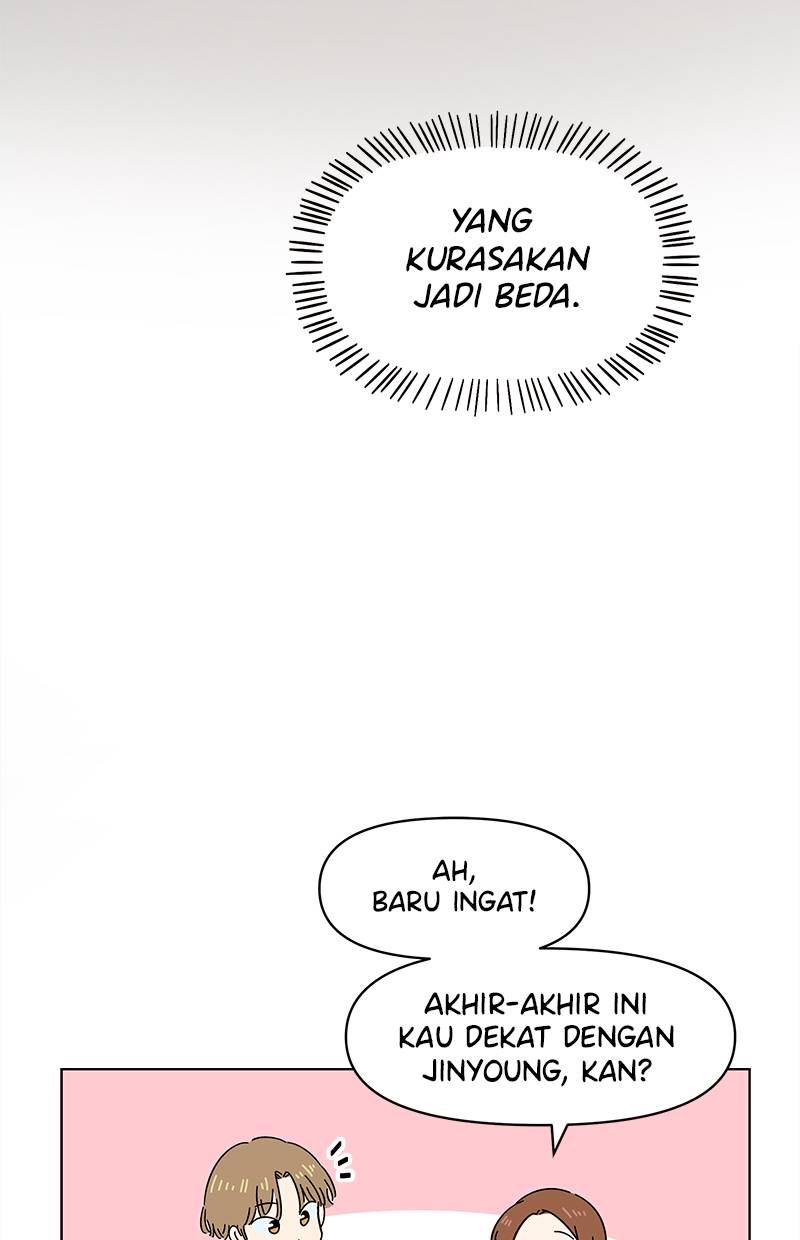 YANG
KURASAKAN
JADI BEDA.
AH,
BARU INGAT!
AKHIR-AKHIR INI
KAU DEKAT DENGAN
JINYOUNG, KAN?